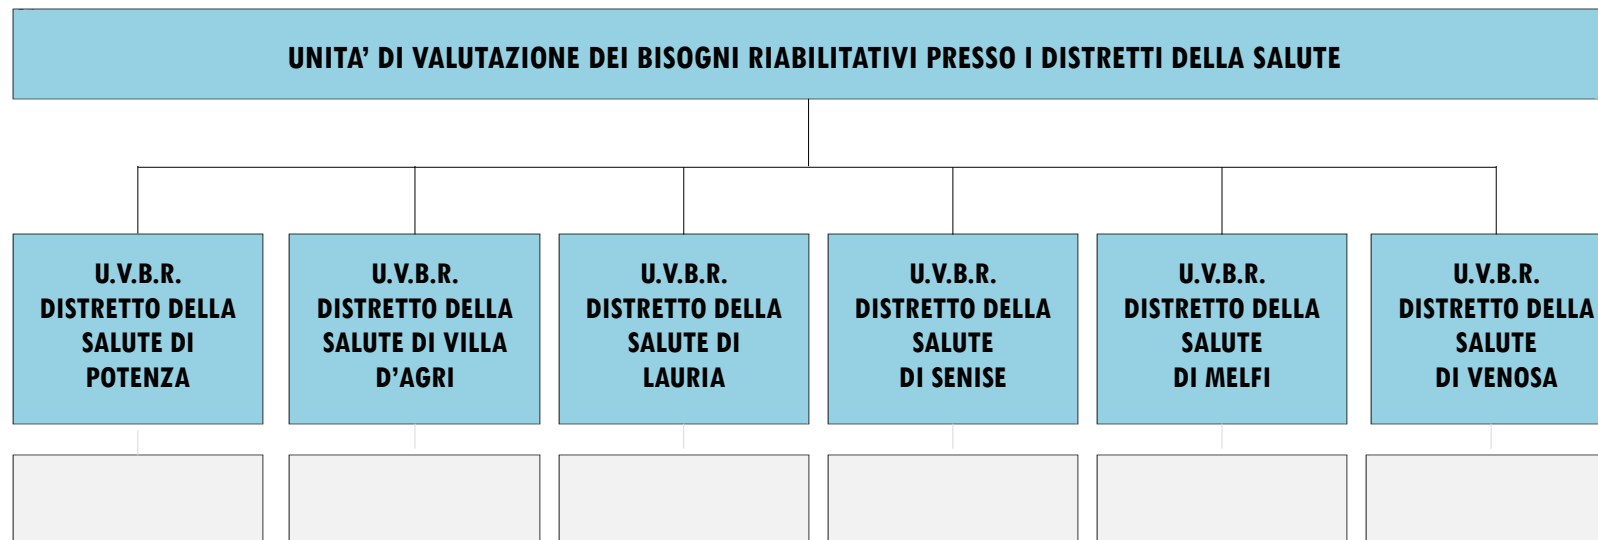 UNITA’ DI VALUTAZIONE DEI BISOGNI RIABILITATIVI PRESSO I DISTRETTI DELLA SALUTE
U.V.B.R.
DISTRETTO DELLA
SALUTE DI
POTENZA
U.V.B.R.
DISTRETTO DELLA
SALUTE DI VILLA
D’AGRI
U.V.B.R.
DISTRETTO DELLA
SALUTE DI
LAURIA
U.V.B.R.
DISTRETTO DELLA
SALUTE
DI SENISE
U.V.B.R.
DISTRETTO DELLA
SALUTE
DI MELFI
U.V.B.R.
DISTRETTO DELLA
SALUTE
DI VENOSA